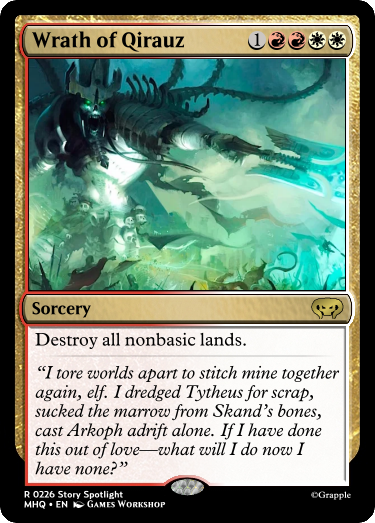 Wrath of Qirauz 1
Sorcery
Destroy all nonbasic lands.
“I tore worlds apart to stitch mine together
again, elf. I dredged Tytheus for scrap,
sucked the marrow from Skand’s bones,
cast Arkoph adrift alone. If I have done
this out of love—what will I do now I
have none?”
R 0226 Story Spotlight
MHQ • EN Games Workshop
©Grapple